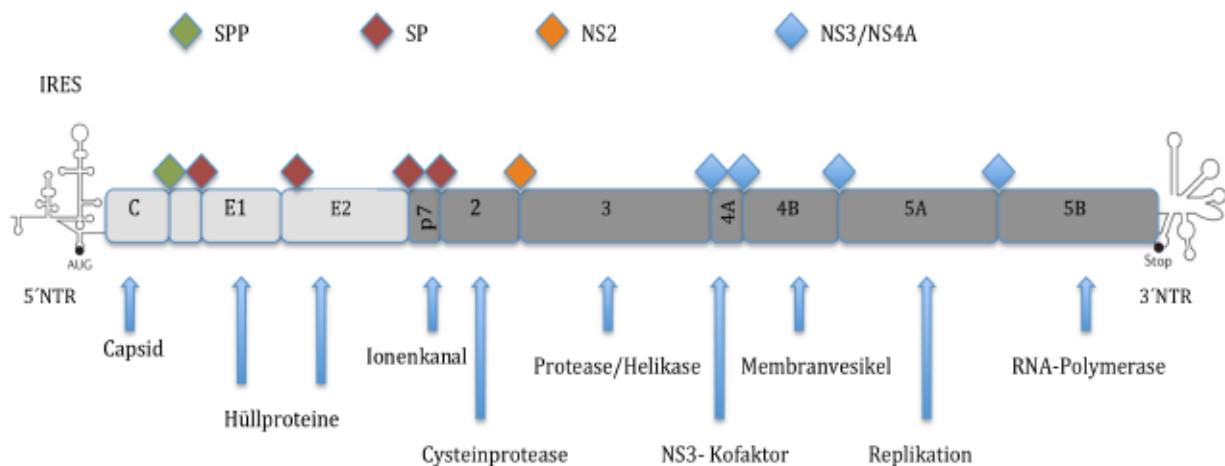 SPP SP NS2 NS3/NS4A
IRES
C E1 E2 p7 2 3 4A 4B 5A 5B
AUG Stop
5´NTR 3´NTR
Capsid Ionenkanal Protease/Helikase Membranvesikel RNA-Polymerase
Hüllproteine
Cysteinprotease NS3- Kofaktor Replikation